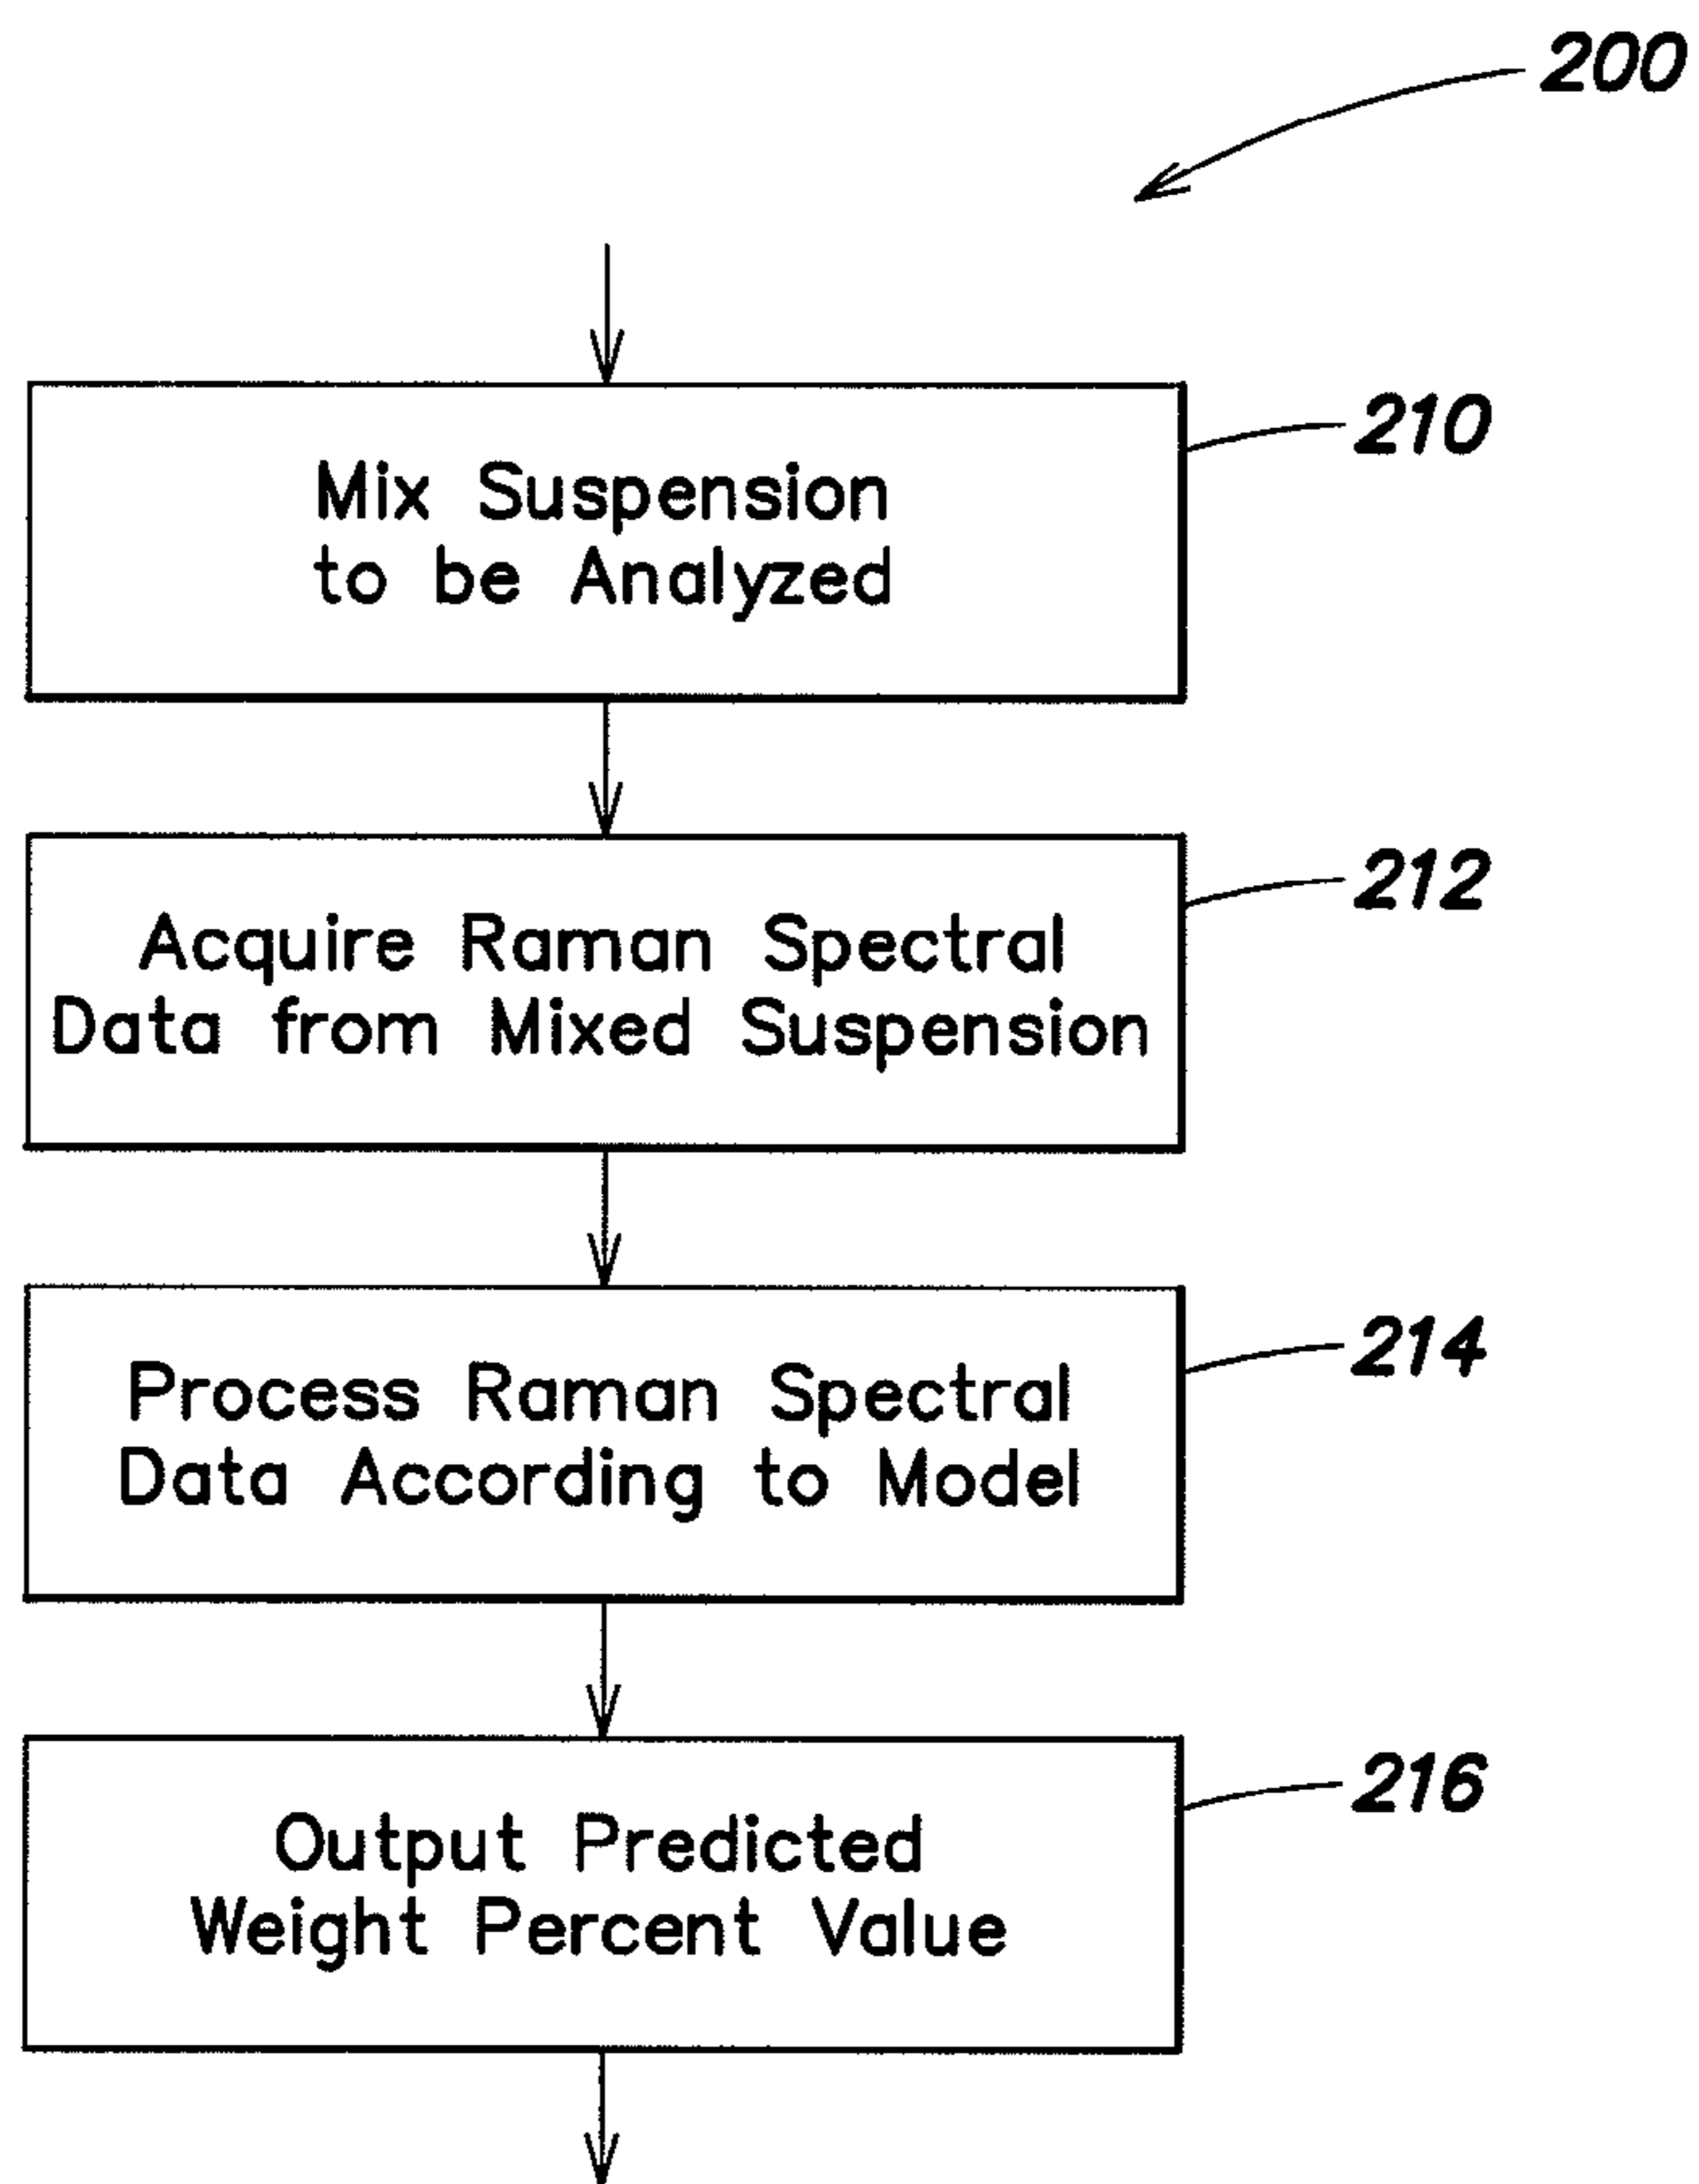 200
210
Mix Suspension
to be Analyzed
212
Acquire Raman Spectral
Data from Mixed Suspension
214
Process Raman Spectral
Data According to Model
216
Output Predicted
Weight Percent Value